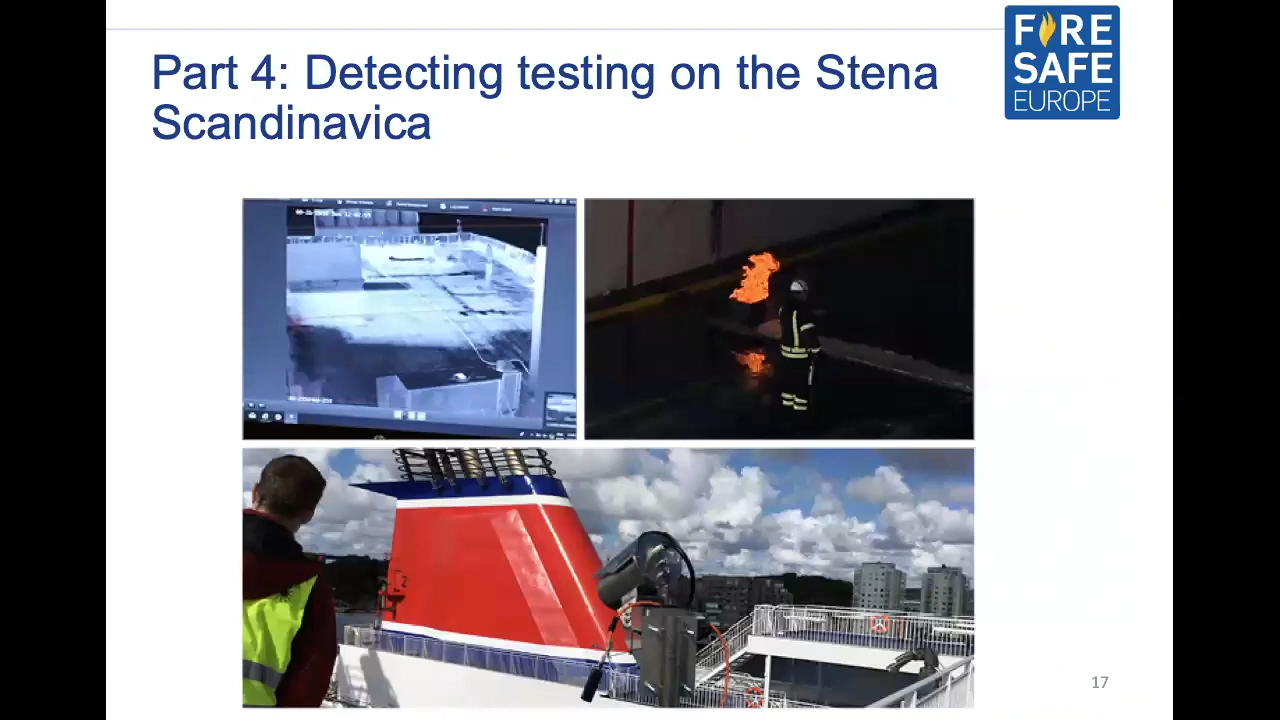 Part 4: Detecting testing on the Stena
Scandinavica
FIRE
SAFE
EUROPE
17